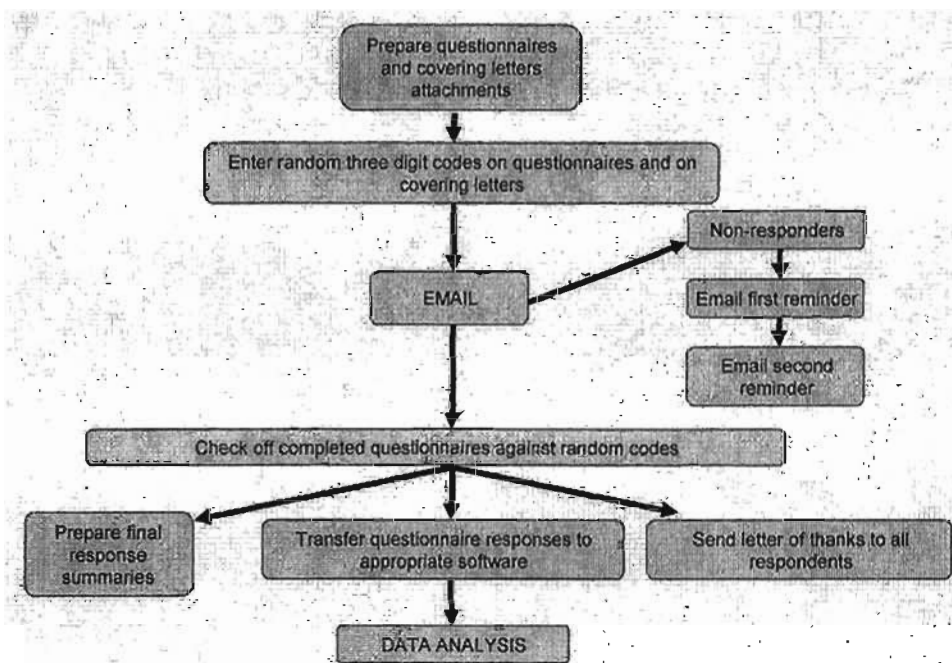 Prepare questionnaires
and covering letters
attachments
Enter random three digit codes on questionnaires and on
covering letters
EMAIL
Non-responders
Email first reminder
Email second
reminder
Check off completed questionnaires against random codes
Prepare final
response
summaries
Transfer questionnaire responses to
appropriate software
Send letter of thanks to all
respondents
DATA ANALYSIS